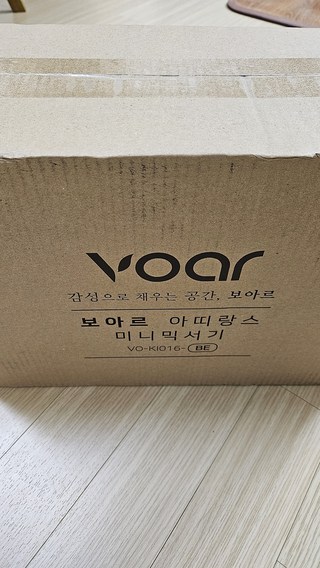 voar
감성으로 채우는 공간, 보아르
보아르 아띠랑스
미니믹서기
VO-KI016- BE